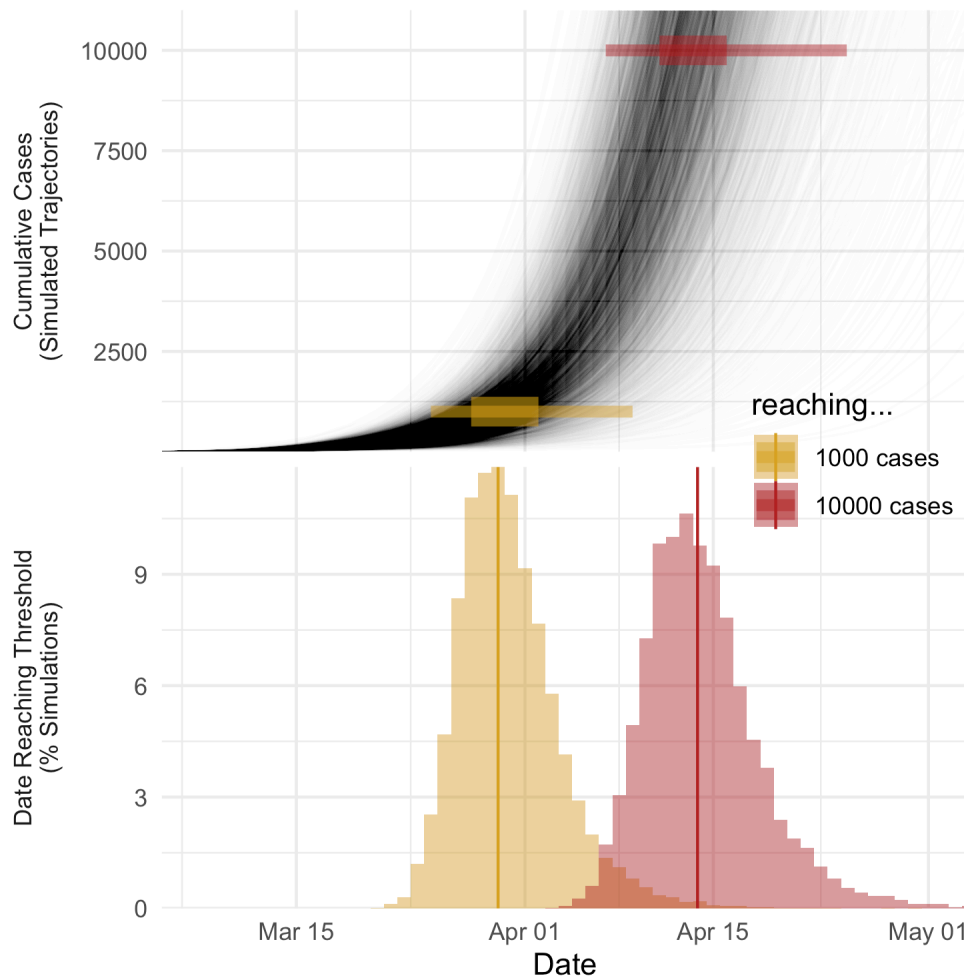 Cumulative Cases
(Simulated Trajectories)
10000
7500
5000
2500
reaching...
1000 cases
10000 cases
Date Reaching Threshold
(% Simulations)
9
6
3
0
Mar 15
Apr 01
Apr 15
May 01
Date